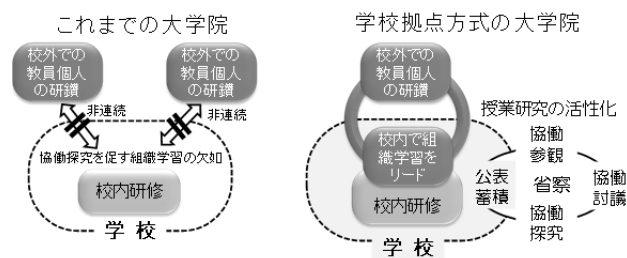 これまでの大学院
校外での
教員個人
の研鑽
校外での
教員個人
の研鑽
非連続
非連続
協働探究を促す組織学習の欠如
校内研修
学 校
学校拠点方式の大学院
校外での
教員個人
の研鑽
校内で組
織学習を
リード
校内研修
学 校
授業研究の活性化
協働
参観
公表
蓄積
省察
協働
討議
協働
探究